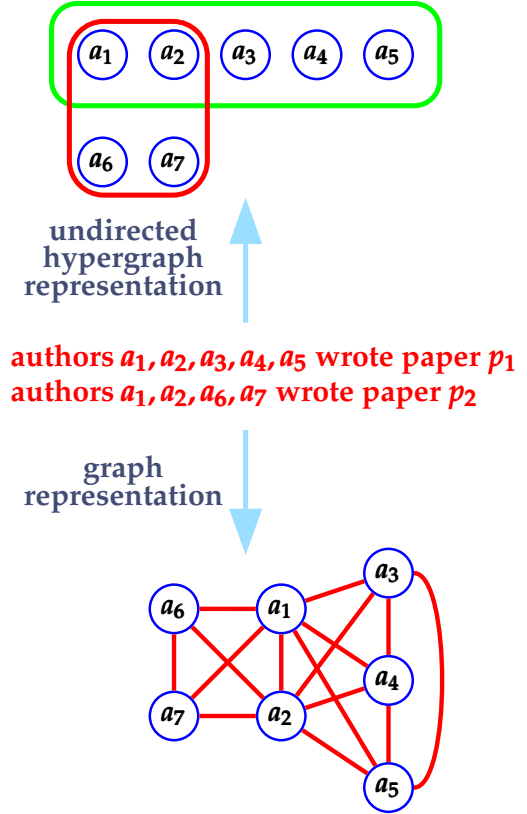 a1 a2 a3 a4 a5
a6 a7
undirected
hypergraph
representation
authors a1, a2, a3, a4, a5 wrote paper p1
authors a1, a2, a6, a7 wrote paper p2
graph
representation
a3
a6 a1
a4
a7 a2
a5